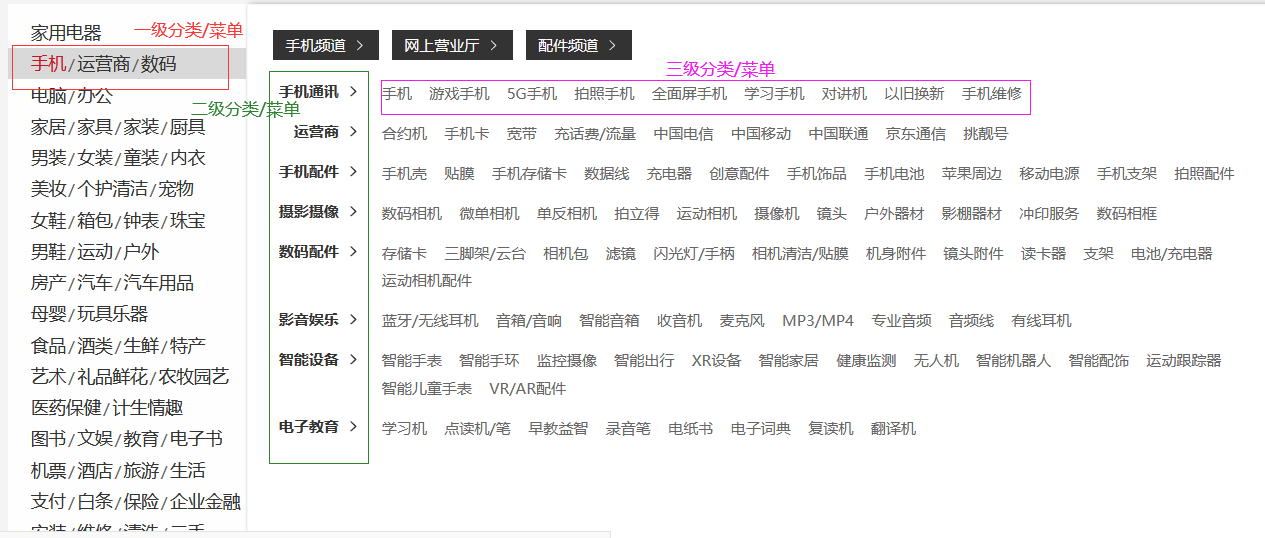 家用电器
一级分类/菜单
手机/运营商/数码
电脑/办公
二级分类/菜单
家居/家具/家装/厨具
男装/女装/童装/内衣
美妆/个护清洁/宠物
女鞋/箱包/钟表/珠宝
男鞋/运动/户外
房产/汽车/汽车用品
母婴/玩具乐器
食品/酒类/生鲜/特产
艺术/礼品鲜花/农牧园艺
医药保健/计生情趣
图书/文娱/教育/电子书
机票/酒店/旅游/生活
支付/白条/保险/企业金融
安装/维修/清洗/二手
手机频道 > 网上营业厅 > 配件频道 >
三级分类/菜单
手机通讯 > 手机 游戏手机 5G手机 拍照手机 全面屏手机 学习手机 对讲机 以旧换新 手机维修
运营商 > 合约机 手机卡 宽带 充话费/流量 中国电信 中国移动 中国联通 京东通信 挑靓号
手机配件 > 手机壳 贴膜 手机存储卡 数据线 充电器 创意配件 手机饰品 手机电池 苹果周边 移动电源 手机支架 拍照配件
摄影摄像 > 数码相机 微单相机 单反相机 拍立得 运动相机 摄像机 镜头 户外器材 影棚器材 冲印服务 数码相框
数码配件 > 存储卡 三脚架/云台 相机包 滤镜 闪光灯/手柄 相机清洁/贴膜 机身附件 镜头附件 读卡器 支架 电池/充电器
运动相机配件
影音娱乐 > 蓝牙/无线耳机 音箱/音响 智能音箱 收音机 麦克风 MP3/MP4 专业音频 音频线 有线耳机
智能设备 > 智能手表 智能手环 监控摄像 智能出行 XR设备 智能家居 健康监测 无人机 智能机器人 智能配饰 运动跟踪器
智能儿童手表 VR/AR配件
电子教育 > 学习机 点读机/笔 早教益智 录音笔 电纸书 电子词典 复读机 翻译机